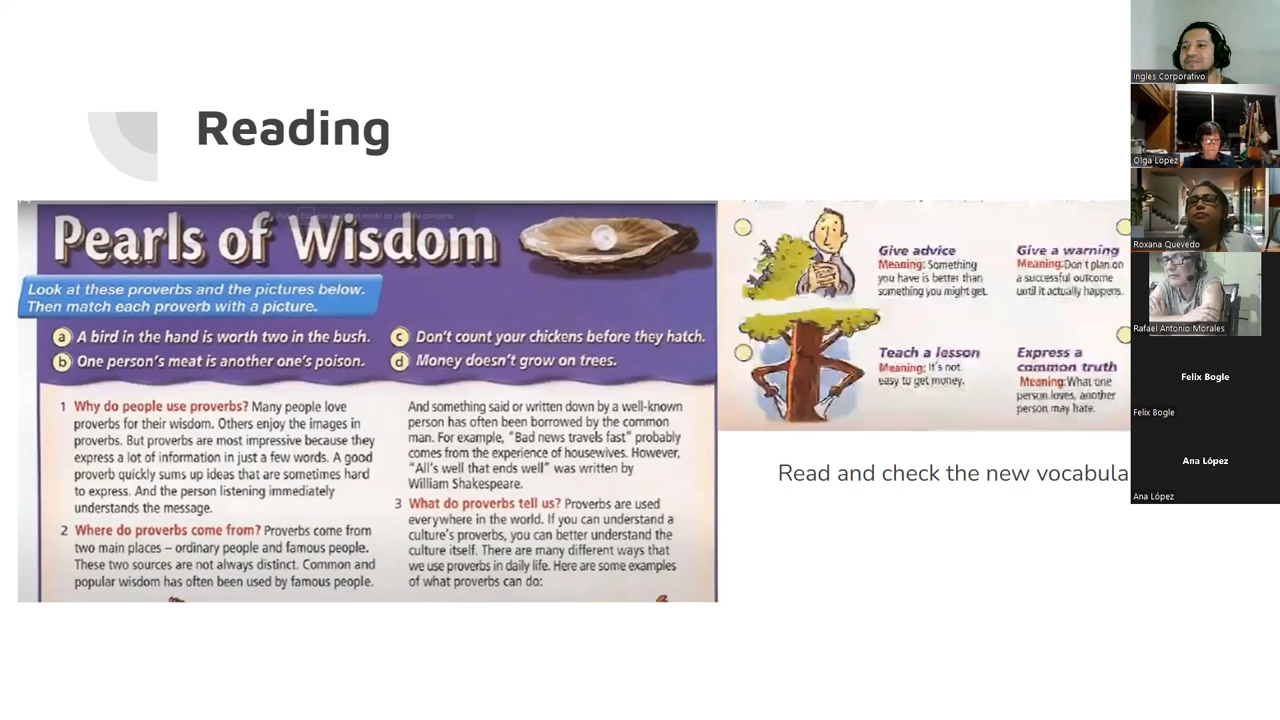 Reading
Pearls of Wisdom
Look at these proverbs and the pictures below.
Then match each proverb with a picture.
a A bird in the hand is worth two in the bush.
b One person's meat is another one's poison.
c Don't count your chickens before they hatch.
d Money doesn't grow on trees.
1 Why do people use proverbs? Many people love
proverbs for their wisdom. Others enjoy the images in
proverbs. But proverbs are most impressive because they
express a lot of information in just a few words. A good
proverb quickly sums up ideas that are sometimes hard
to express. And the person listening immediately
understands the message.
2 Where do proverbs come from? Proverbs come from
two main places – ordinary people and famous people.
These two sources are not always distinct. Common and
popular wisdom has often been used by famous people.
And something said or written down by a well-known
person has often been borrowed by the common
man. For example, "Bad news travels fast" probably
comes from the experience of housewives. However,
"All's well that ends well" was written by
William Shakespeare.
3 What do proverbs tell us? Proverbs are used
everywhere in the world. If you can understand a
culture's proverbs, you can better understand the
culture itself. There are many different ways that
we use proverbs in daily life. Here are some examples
of what proverbs can do:
Give advice
Meaning: Something
you have is better than
something you might get.
Give a warning
Meaning: Don't plan on
a successful outcome
until it actually happens.
Teach a lesson
Meaning: It's not
easy to get money.
Express a
common truth
Meaning: What one
person loves, another
person may hate.
Read and check the new vocabula
Ingles Corporativo
Olga Lopez
Roxana Quevedo
Rafael Antonio Morales
Felix Bogle
Felix Bogle
Ana López
Ana López